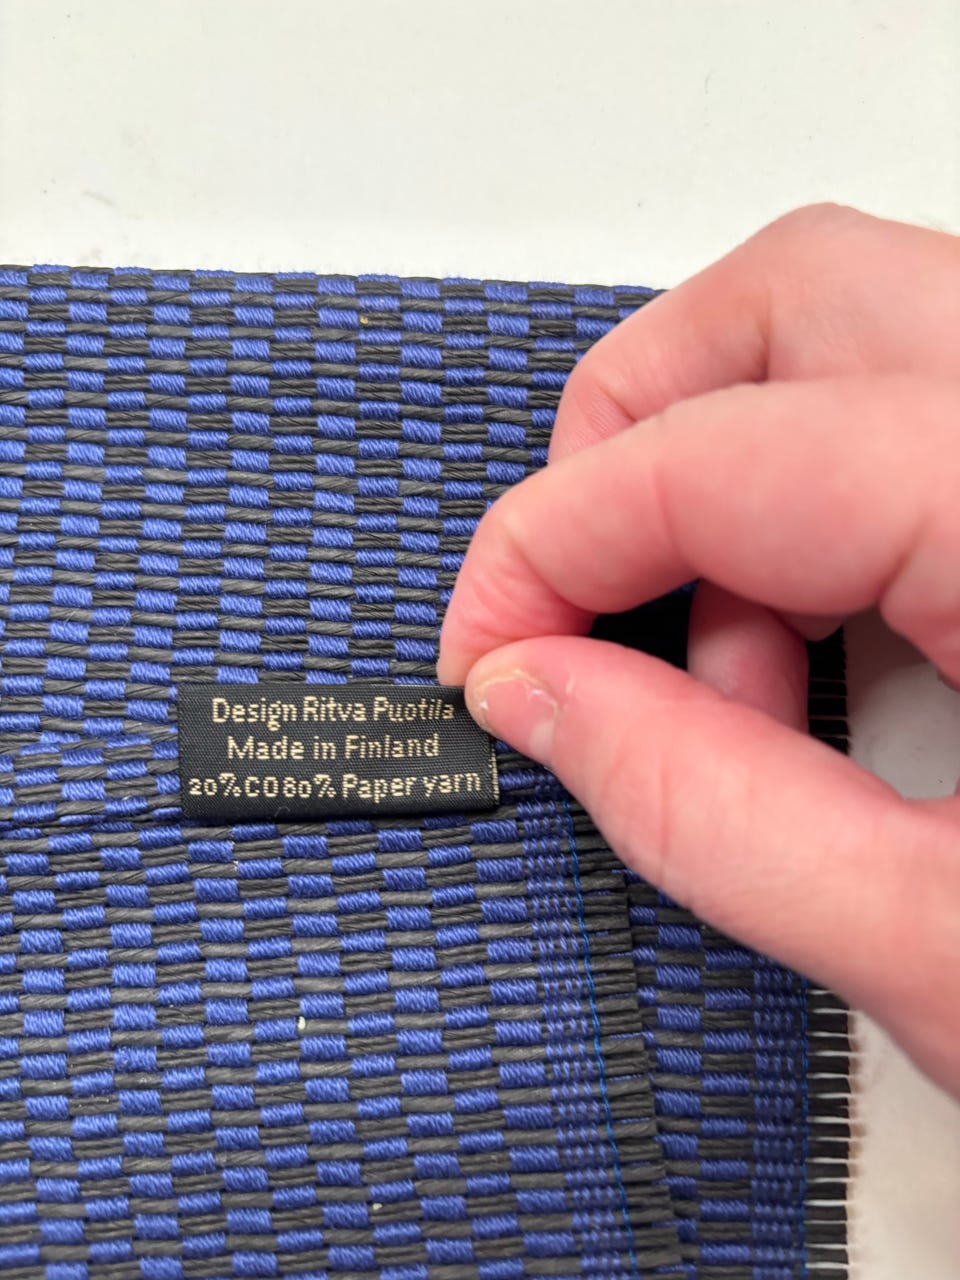 Design Ritva Puotila
Made in Finland
20%CO80% Paper yarn